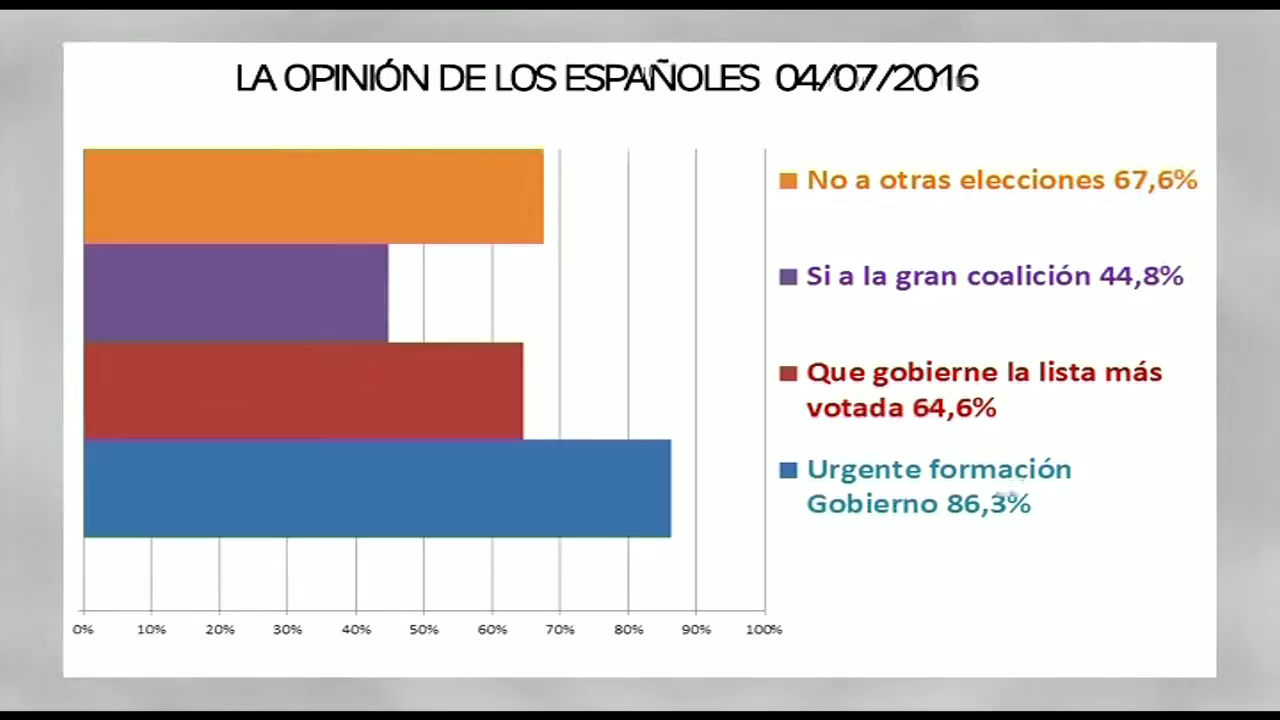 LA OPINIÓN DE LOS ESPAÑOLES 04/07/2016
No a otras elecciones 67,6%
Si a la gran coalición 44,8%
Que gobierne la lista más
votada 64,6%
Urgente formación
Gobierno 86,3%
0% 10% 20% 30% 40% 50% 60% 70% 80% 90% 100%